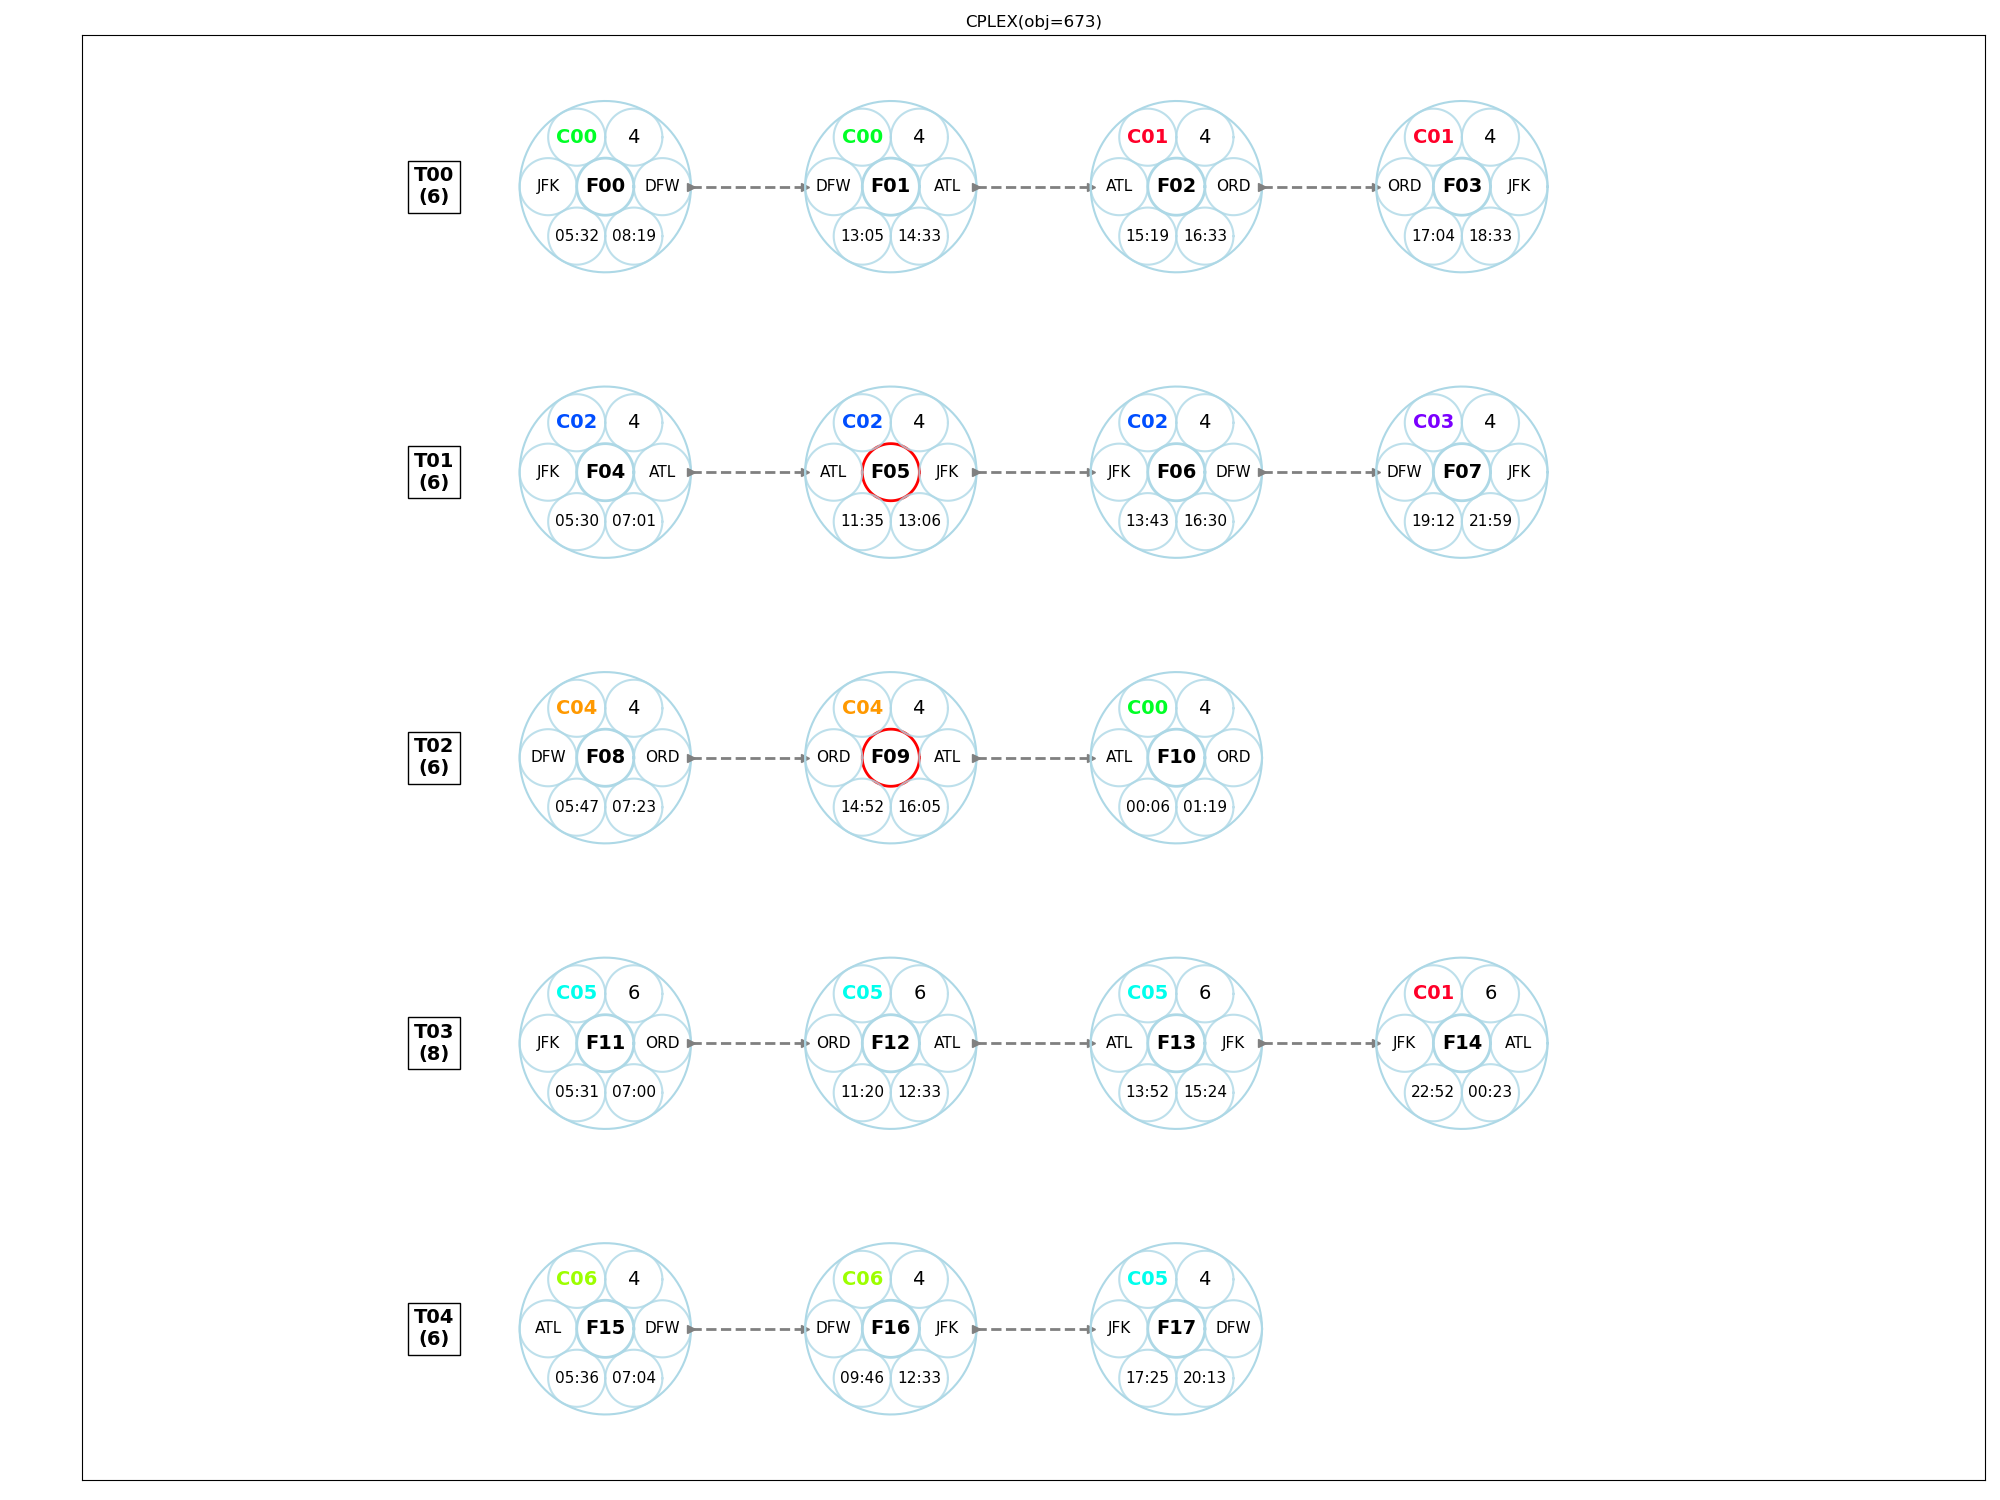 CPLEX(obj=673)
C00 4 C00 4 C01 4 C01 4
T00
(6)
JFK F00 DFW DFW F01 ATL ATL F02 ORD ORD F03 JFK
05:32 08:19 13:05 14:33 15:19 16:33 17:04 18:33
C02 4 C02 4 C02 4 C03 4
T01
(6)
JFK F04 ATL ATL F05 JFK JFK F06 DFW DFW F07 JFK
05:30 07:01 11:35 13:06 13:43 16:30 19:12 21:59
C04 4 C04 4 C00 4
T02
(6)
DFW F08 ORD ORD F09 ATL ATL F10 ORD
05:47 07:23 14:52 16:05 00:06 01:19
C05 6 C05 6 C05 6 C01 6
T03
(8)
JFK F11 ORD ORD F12 ATL ATL F13 JFK JFK F14 ATL
05:31 07:00 11:20 12:33 13:52 15:24 22:52 00:23
C06 4 C06 4 C05 4
T04
(6)
ATL F15 DFW DFW F16 JFK JFK F17 DFW
05:36 07:04 09:46 12:33 17:25 20:13